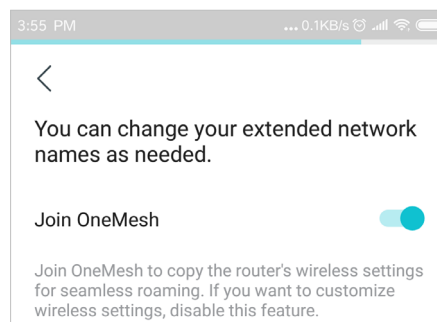 3:55 PM ... 0.1KB/s
You can change your extended network
names as needed.
Join OneMesh
Join OneMesh to copy the router's wireless settings
for seamless roaming. If you want to customize
wireless settings, disable this feature.